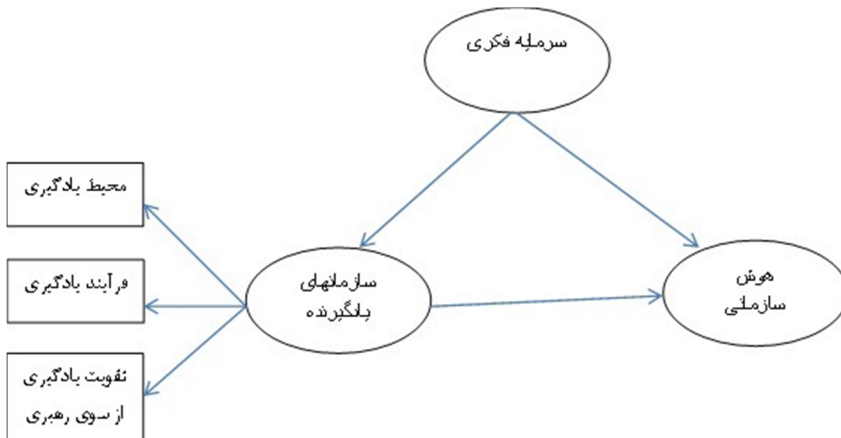 سرمایه فکری
محیط یادگیری
فرآیند یادگیری
تقویت یادگیری
از سوی رهبری
سازمانهای
یادگیرنده
هوش
سازمانی